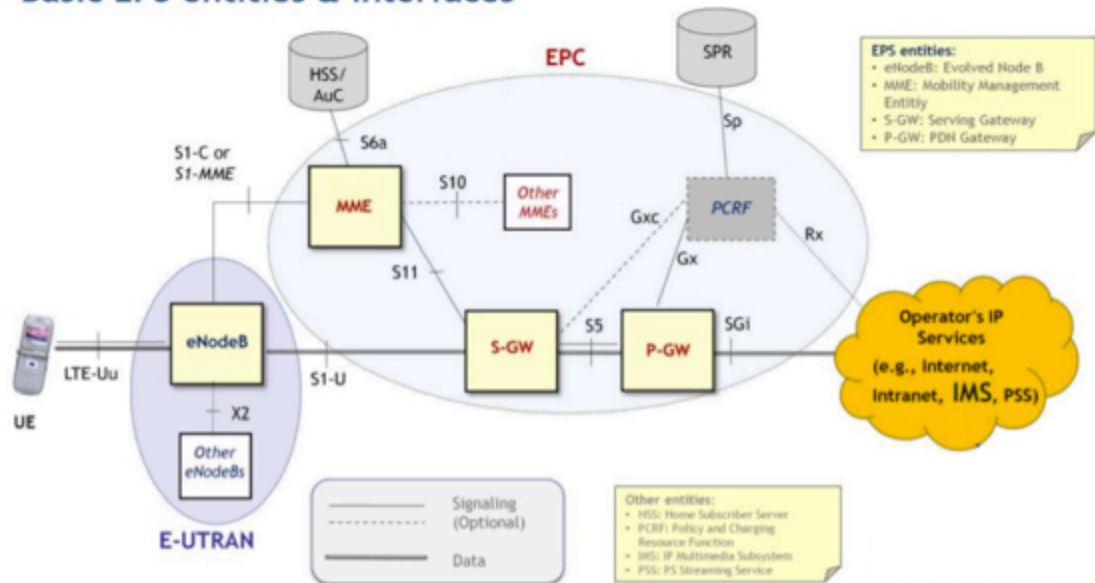 HSS/
AuC
EPC
SPR
EPS entities:
• eNodeB: Evolved Node B
• MME: Mobility Management
Entitiy
• S-GW: Serving Gateway
• P-GW: PDN Gateway
S6a
Sp
S1-C or
S1-MME
MME
S10
Other
MMEs
PCRF
Gxc
Gx
Rx
S11
eNodeB
S-GW
S5
P-GW
SGi
Operator's IP
Services
(e.g., Internet,
Intranet, IMS, PSS)
LTE-Uu
S1-U
UE
X2
Other
eNodeBs
E-UTRAN
Signaling
(Optional)
Data
Other entities:
• HSS: Home Subscriber Server
• PCRF: Policy and Charging
Resource Function
• IMS: IP Multimedia Subsystem
• PSS: PS Streaming Service